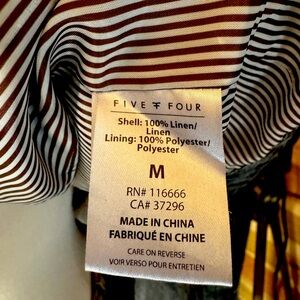 FIVE FOUR
Shell: 100% Linen/
Linen
Lining: 100% Polyester/
Polyester
M
RN# 116666
CA# 37296
MADE IN CHINA
FABRIQUÉ EN CHINE
CARE ON REVERSE
VOIR VERSO POUR ENTRETIEN